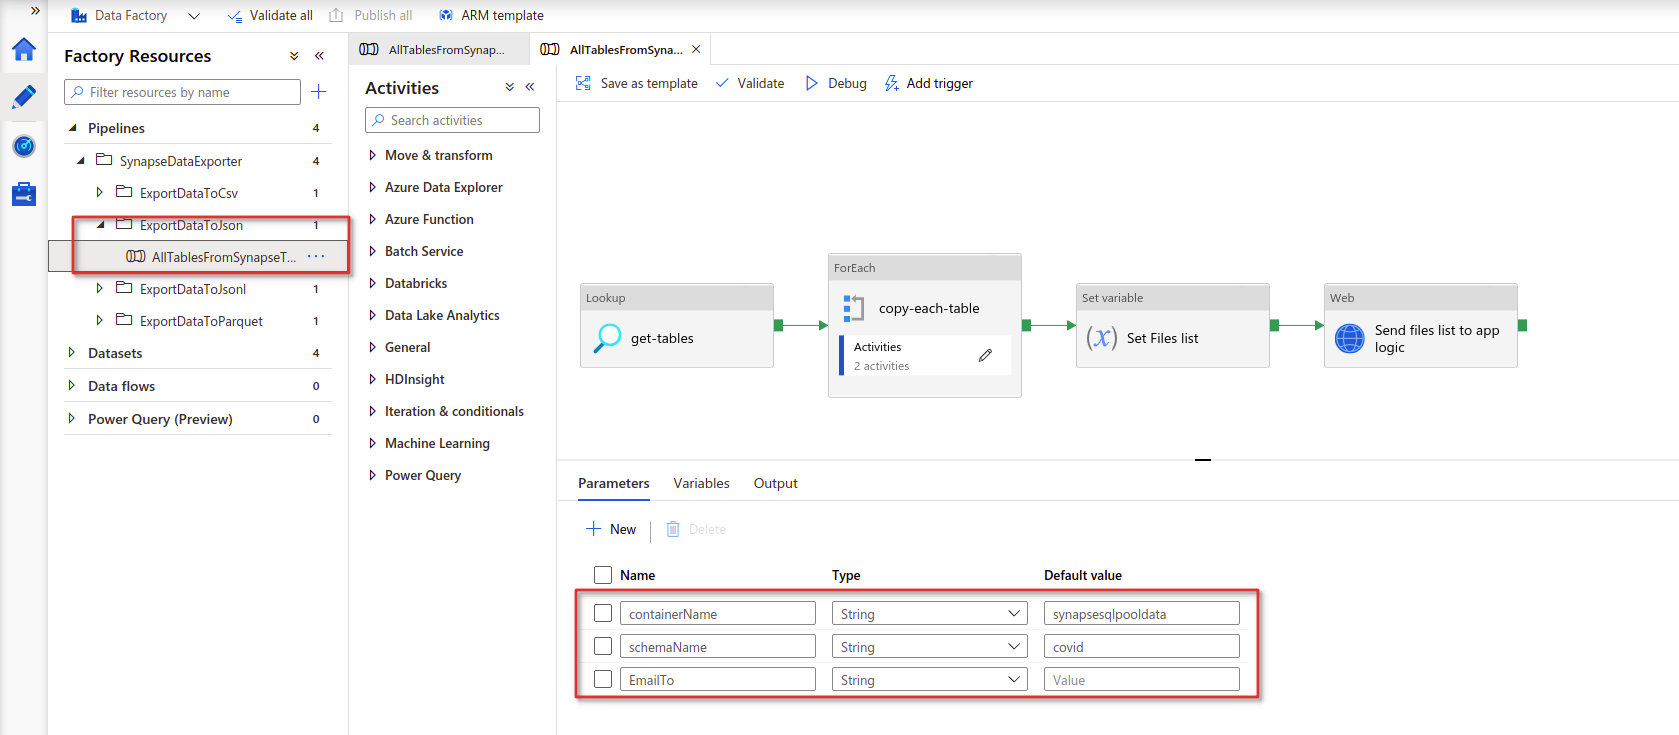 »
Data Factory
Validate all
Publish all
ARM template
Factory Resources
«
Filter resources by name
Pipelines 4
SynapseDataExporter 4
ExportDataToCsv 1
ExportDataToJson 1
AllTablesFromSynapseT... ...
ExportDataToJsonl 1
ExportDataToParquet 1
Datasets 4
Data flows 0
Power Query (Preview) 0
AllTablesFromSynap...
AllTablesFromSyna... ×
Activities
«
Search activities
Move & transform
Azure Data Explorer
Azure Function
Batch Service
Databricks
Data Lake Analytics
General
HDInsight
Iteration & conditionals
Machine Learning
Power Query
Save as template
Validate
Debug
Add trigger
Lookup
get-tables
ForEach
copy-each-table
Activities
2 activities
Set variable
(x)
Set Files list
Web
Send files list to app
logic
Parameters
Variables
Output
+ New
Delete
Name Type Default value
containerName String synapsesqlpooldata
schemaName String covid
EmailTo String Value